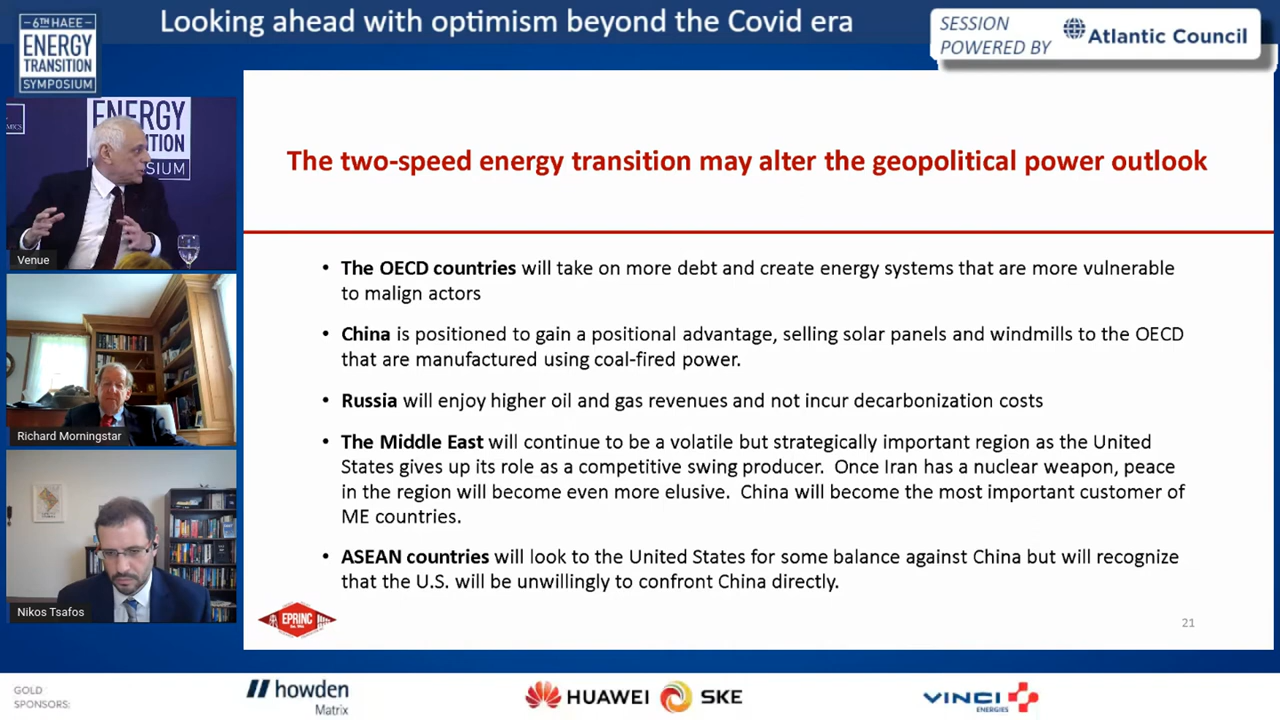 6TH HAEE
ENERGY
TRANSITION
SYMPOSIUM
Looking ahead with optimism beyond the Covid era
SESSION
POWERED BY
Atlantic Council
ENERGY
SITION
SIUM
Venue
Richard Morningstar
Nikos Tsafos
The two-speed energy transition may alter the geopolitical power outlook
• The OECD countries will take on more debt and create energy systems that are more vulnerable
to malign actors
• China is positioned to gain a positional advantage, selling solar panels and windmills to the OECD
that are manufactured using coal-fired power.
• Russia will enjoy higher oil and gas revenues and not incur decarbonization costs
• The Middle East will continue to be a volatile but strategically important region as the United
States gives up its role as a competitive swing producer. Once Iran has a nuclear weapon, peace
in the region will become even more elusive. China will become the most important customer of
ME countries.
• ASEAN countries will look to the United States for some balance against China but will recognize
that the U.S. will be unwillingly to confront China directly.
EPRINC
21
GOLD
SPONSORS:
howden
Matrix
HUAWEI
SKE
VINCI
ENERGIES